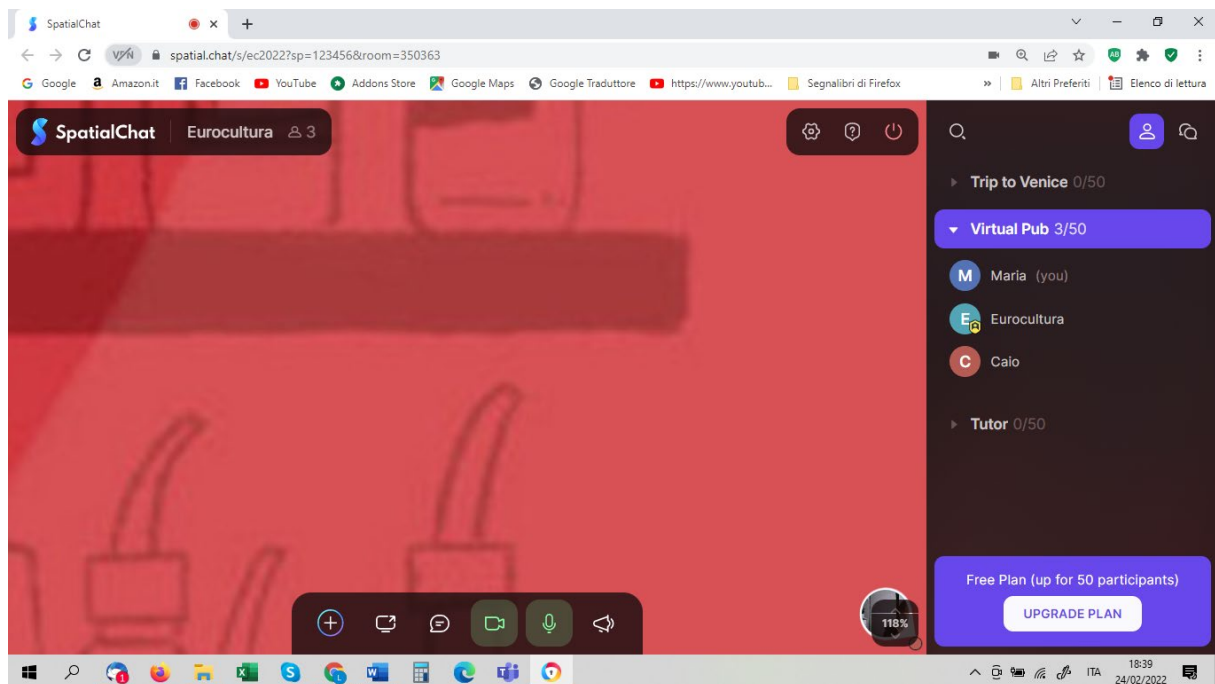 SpatialChat
VPN spatial.chat/s/ec2022?sp=123456&room=350363
Google Amazon.it Facebook YouTube Addons Store Google Maps Google Traduttore https://www.youtub... Segnalibri di Firefox » Altri Preferiti Elenco di lettura
SpatialChat Eurocultura 3
Trip to Venice 0/50
Virtual Pub 3/50
M Maria (you)
E Eurocultura
C Caio
Tutor 0/50
Free Plan (up for 50 participants)
UPGRADE PLAN
118%
ITA
18:39
24/02/2022